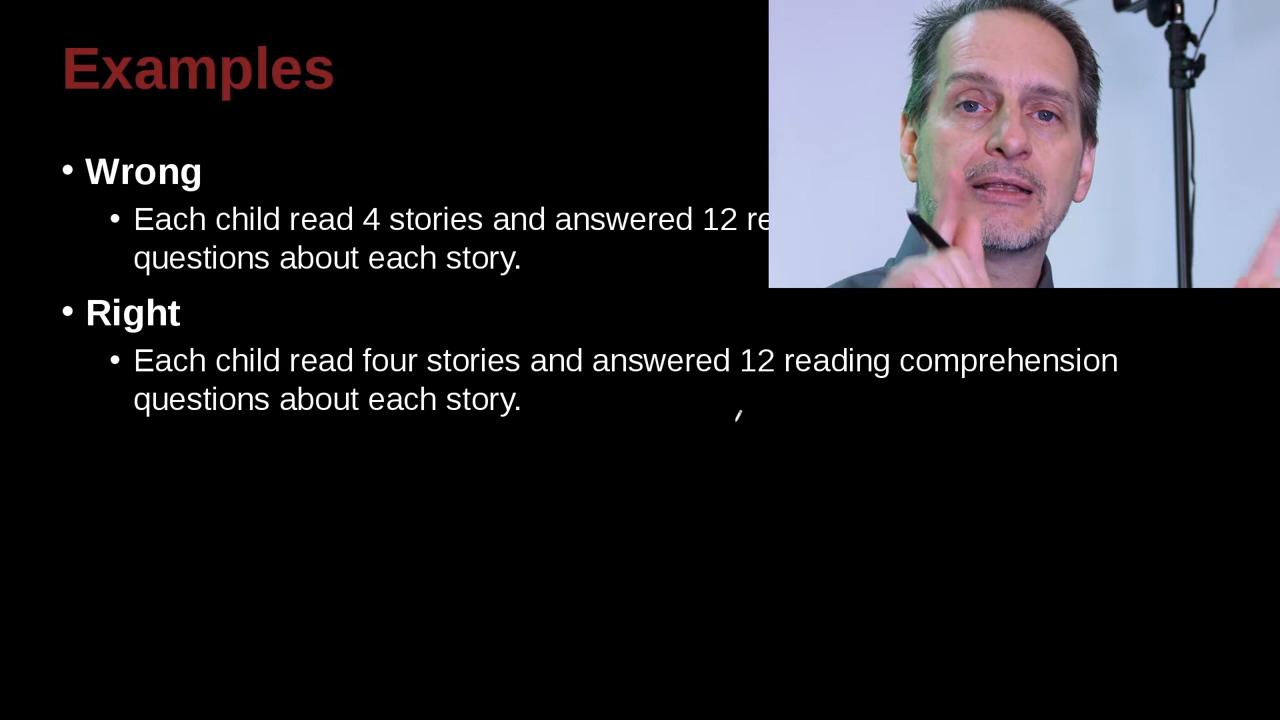 Examples
• Wrong
• Each child read 4 stories and answered 12
questions about each story.
• Right
• Each child read four stories and answered 12 reading comprehension
questions about each story.